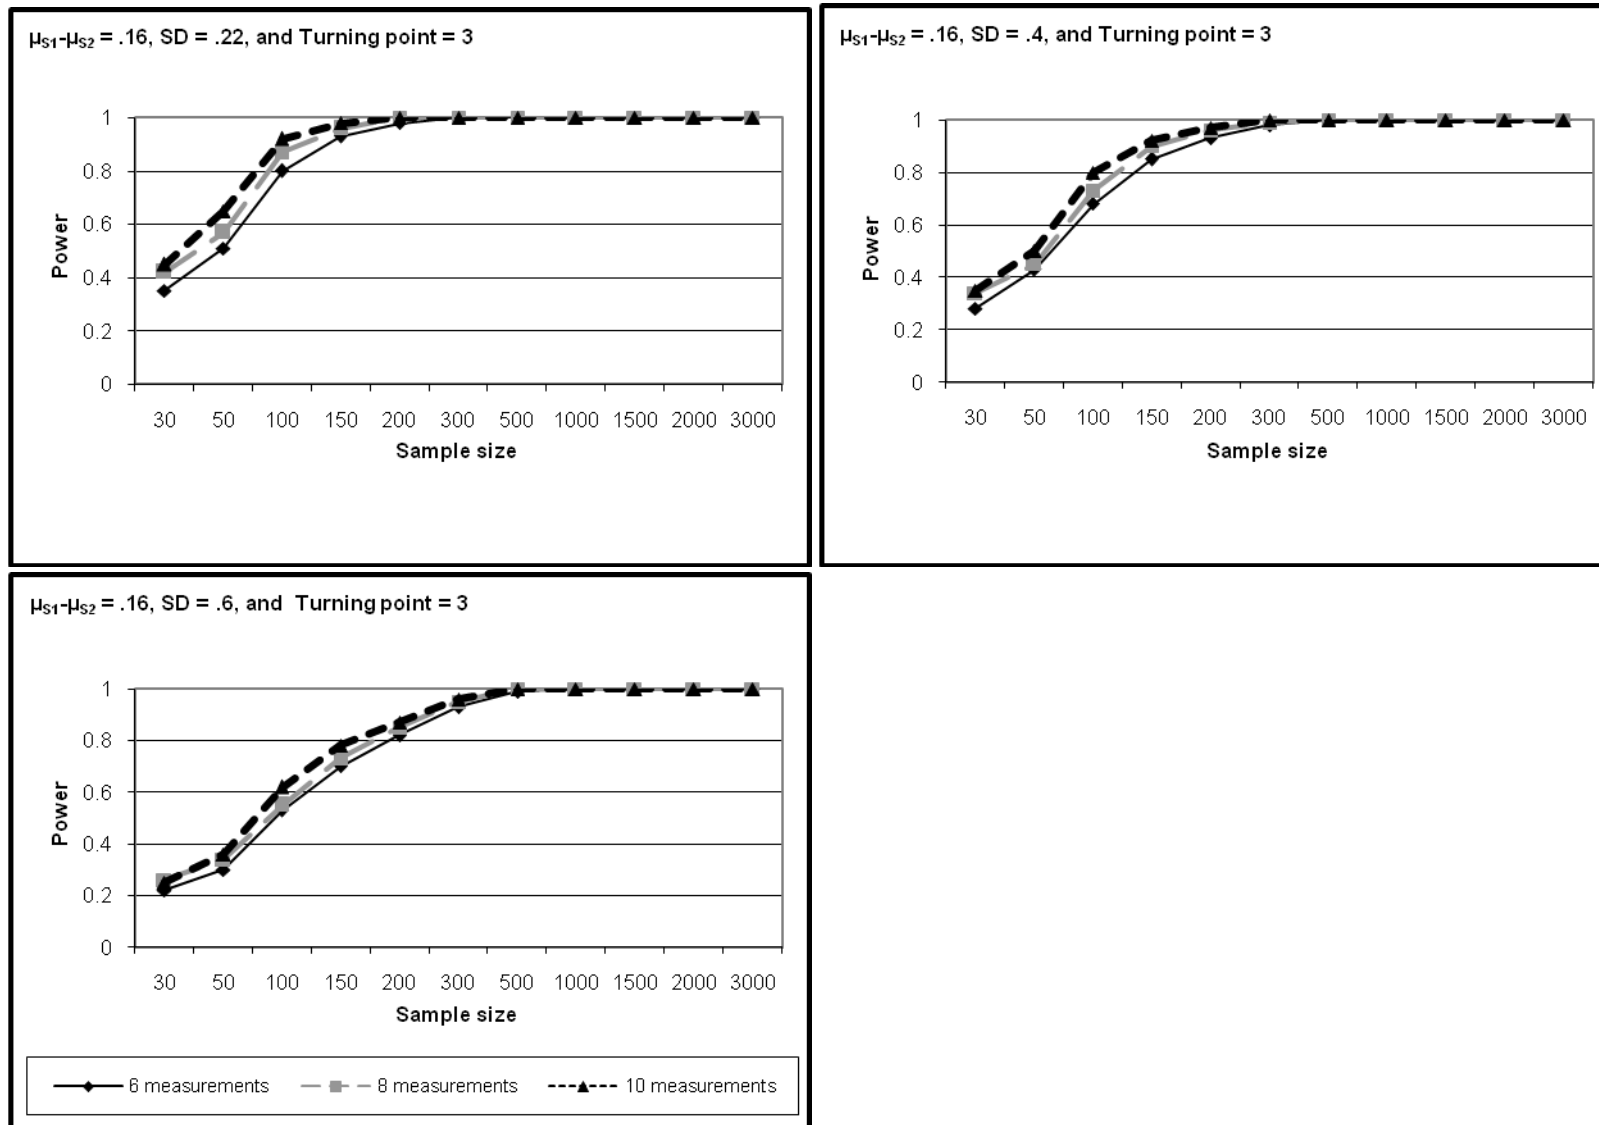 μS1-μS2 = .16, SD = .22, and Turning point = 3
1
0.8
0.6
0.4
0.2
0
Power
30 50 100 150 200 300 500 1000 1500 2000 3000
Sample size
μS1-μS2 = .16, SD = .4, and Turning point = 3
1
0.8
0.6
0.4
0.2
0
Power
30 50 100 150 200 300 500 1000 1500 2000 3000
Sample size
μS1-μS2 = .16, SD = .6, and Turning point = 3
1
0.8
0.6
0.4
0.2
0
Power
30 50 100 150 200 300 500 1000 1500 2000 3000
Sample size
6 measurements 8 measurements 10 measurements